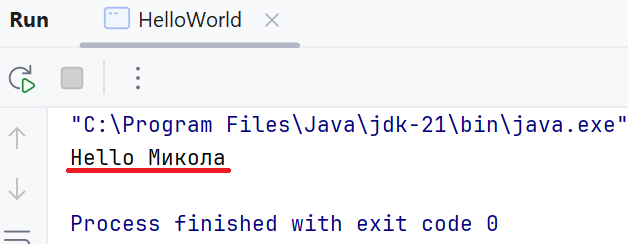 Run HelloWorld
"C:\Program Files\Java\jdk-21\bin\java.exe"
Hello Микола
Process finished with exit code 0